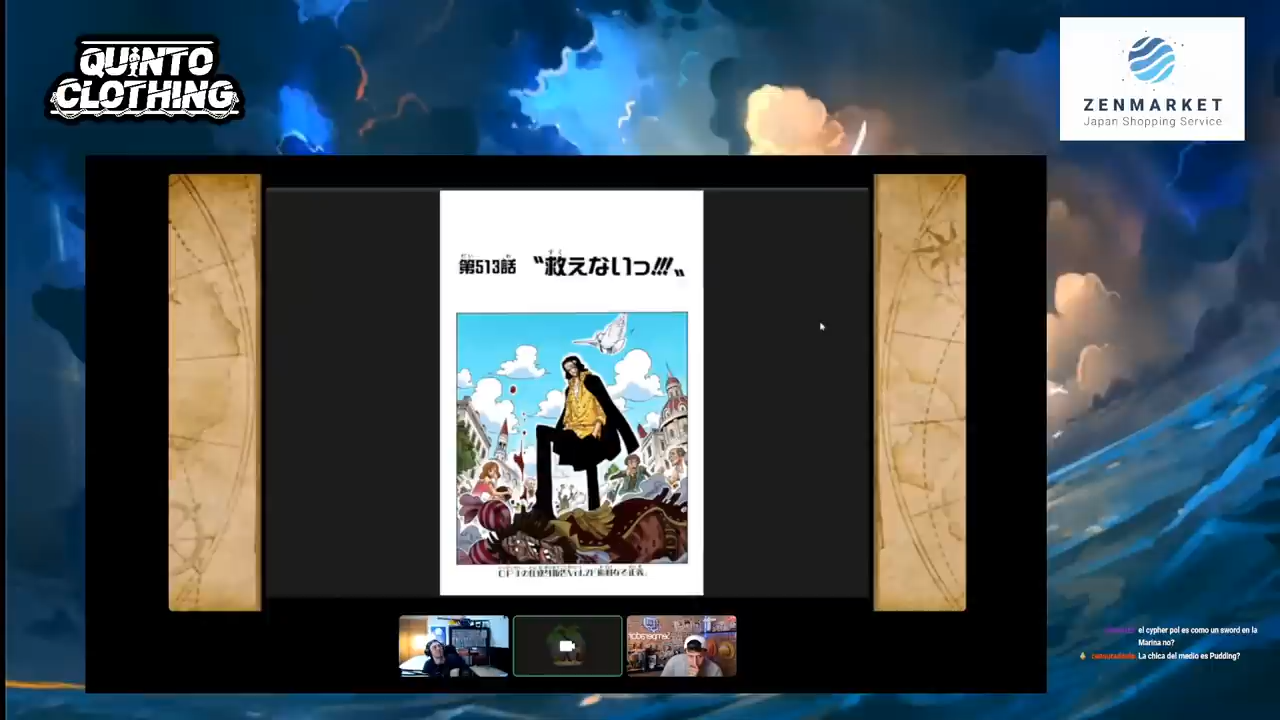 QUINTO
CLOTHING
ZENMARKET
Japan Shopping Service
第513話 〝救えないっ!!!〟
el cypher pol es como un sword en la
Marina no?
La chica del medio es Pudding?